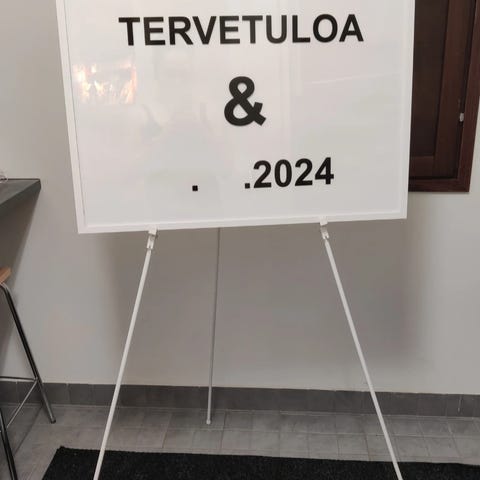 TERVETULOA
&
. .2024